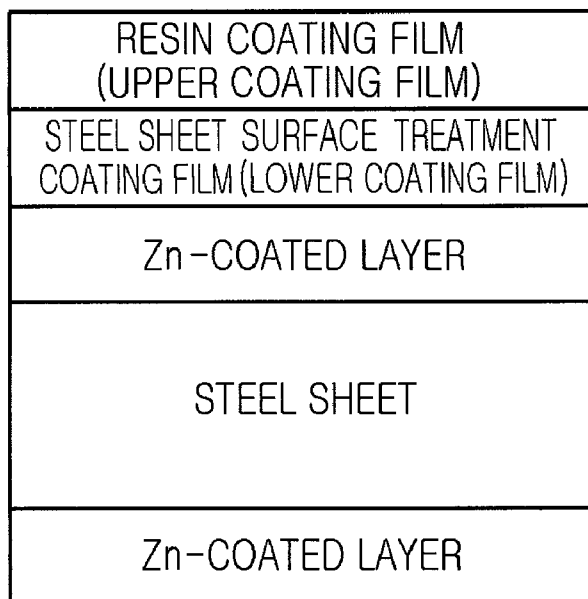 RESIN COATING FILM
(UPPER COATING FILM)
STEEL SHEET SURFACE TREATMENT
COATING FILM (LOWER COATING FILM)
Zn-COATED LAYER
STEEL SHEET
Zn-COATED LAYER